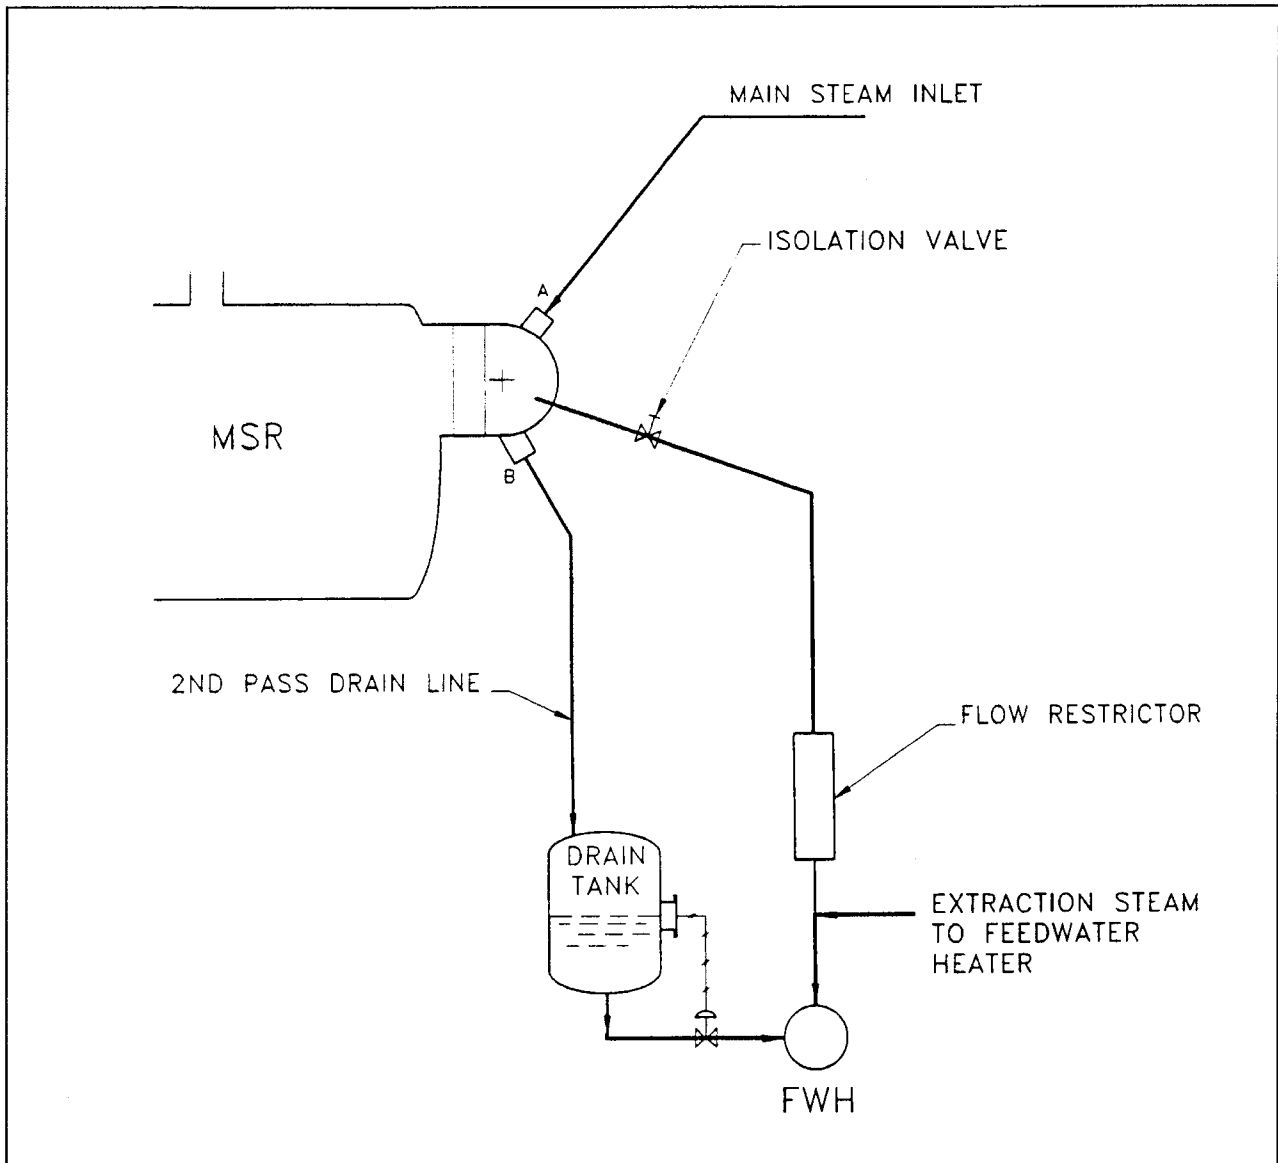 MAIN STEAM INLET
ISOLATION VALVE
A
MSR
B
2ND PASS DRAIN LINE
FLOW RESTRICTOR
DRAIN
TANK
EXTRACTION STEAM
TO FEEDWATER
HEATER
FWH